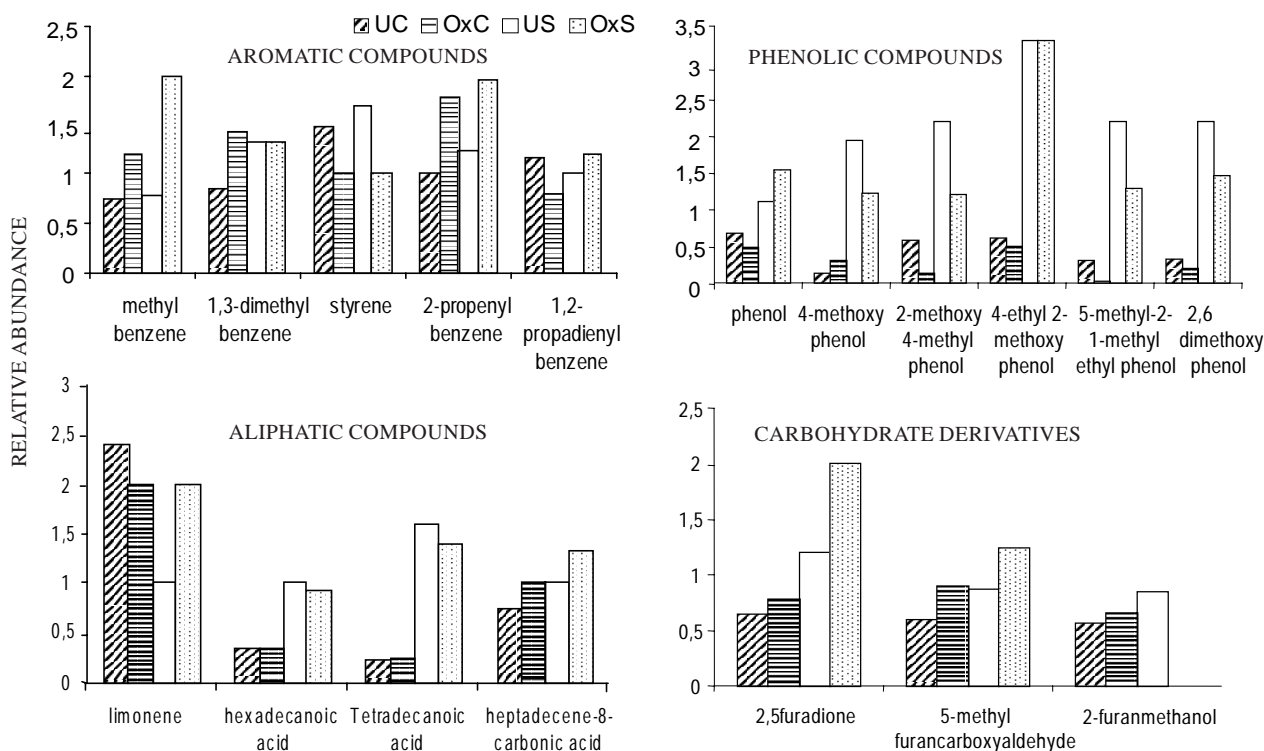 UC OxC US OxS
RELATIVE ABUNDANCE
AROMATIC COMPOUNDS
2,5
2
1,5
1
0,5
0
methyl
benzene
1,3-dimethyl
benzene
styrene
2-propenyl
benzene
1,2-
propadienyl
benzene
PHENOLIC COMPOUNDS
3,5
3
2,5
2
1,5
1
0,5
0
phenol
4-methoxy
phenol
2-methoxy
4-methyl
phenol
4-ethyl 2-
methoxy
phenol
5-methyl-2-
1-methyl
ethyl phenol
2,6
dimethoxy
phenol
ALIPHATIC COMPOUNDS
3
2,5
2
1,5
1
0,5
0
limonene
hexadecanoic
acid
Tetradecanoic
acid
heptadecene-8-
carbonic acid
CARBOHYDRATE DERIVATIVES
2,5
2
1,5
1
0,5
0
2,5furadione
5-methyl
furancarboxyaldehyde
2-furanmethanol